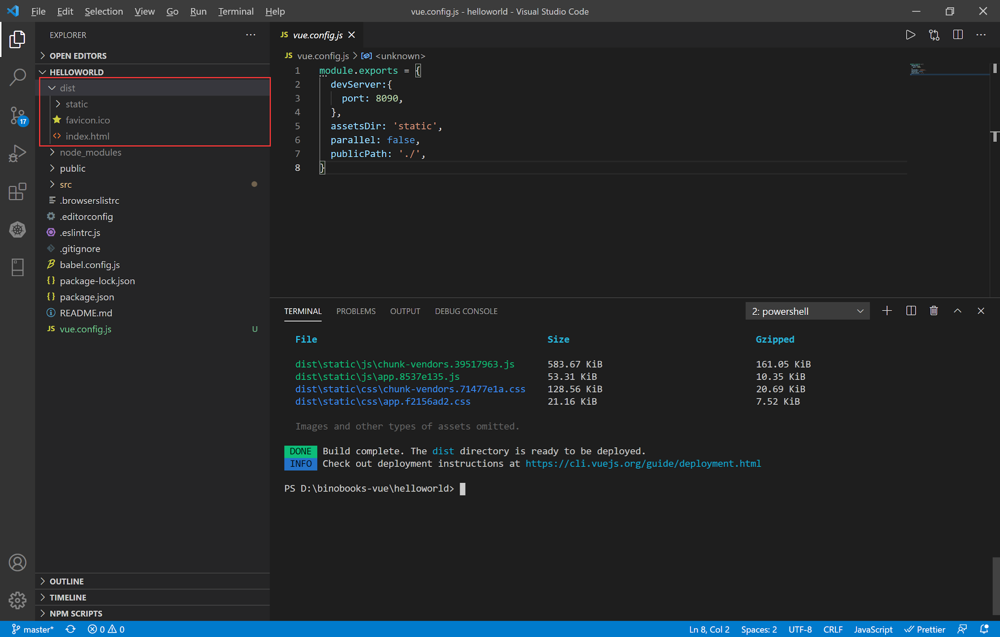 File Edit Selection View Go Run Terminal Help
vue.config.js - helloworld - Visual Studio Code
EXPLORER
OPEN EDITORS
HELLOWORLD
dist
static
favicon.ico
index.html
node_modules
public
src
.browserslistrc
.editorconfig
.eslintrc.js
.gitignore
babel.config.js
package-lock.json
package.json
README.md
JS vue.config.js U
17
OUTLINE
TIMELINE
NPM SCRIPTS
JS vue.config.js
JS vue.config.js > <unknown>
1 module.exports = {
2 devServer:{
3 port: 8090,
4 },
5 assetsDir: 'static',
6 parallel: false,
7 publicPath: './',
8 }
TERMINAL PROBLEMS OUTPUT DEBUG CONSOLE
2: powershell
File Size Gzipped
dist\static\js\chunk-vendors.39517963.js 583.67 KiB 161.05 KiB
dist\static\js\app.8537e135.js 53.31 KiB 10.35 KiB
dist\static\css\chunk-vendors.71477e1a.css 128.56 KiB 20.69 KiB
dist\static\css\app.f2156ad2.css 21.16 KiB 7.52 KiB
Images and other types of assets omitted.
DONE Build complete. The dist directory is ready to be deployed.
INFO Check out deployment instructions at https://cli.vuejs.org/guide/deployment.html
PS D:\binobooks-vue\helloworld>
master* 0 0 Ln 8, Col 2 Spaces: 2 UTF-8 CRLF JavaScript Prettier